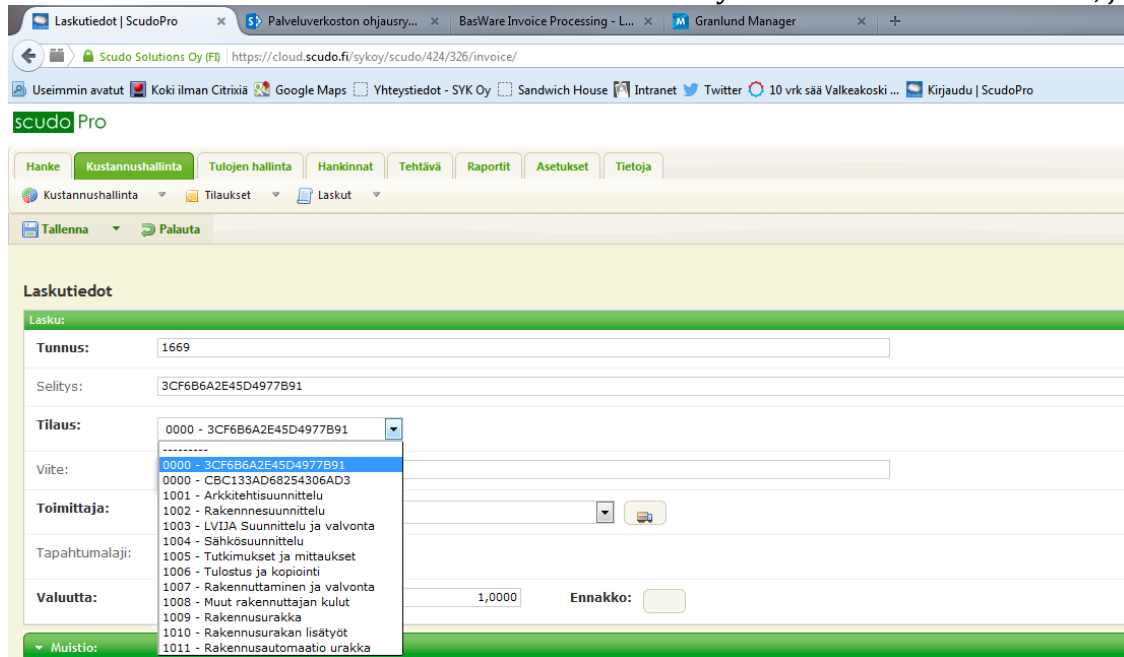 Laskutiedot | ScudoPro × Palveluverkoston ohjausry... × BasWare Invoice Processing - L... × Granlund Manager × +
Scudo Solutions Oy (FI) https://cloud.scudo.fi/sykoy/scudo/424/326/invoice/
Useimmin avatut Koki ilman Citrixiä Google Maps Yhteystiedot - SYK Oy Sandwich House Intranet Twitter 10 vrk sää Valkeakoski ... Kirjaudu | ScudoPro
scudo Pro
Hanke Kustannushallinta Tulojen hallinta Hankinnat Tehtävä Raportit Asetukset Tietoja
Kustannushallinta Tilaukset Laskut
Tallenna Palauta
Laskutiedot
Lasku:
Tunnus: 1669
Selitys: 3CF6B6A2E45D4977B91
Tilaus: 0000 - 3CF6B6A2E45D4977B91
---------
0000 - 3CF6B6A2E45D4977B91
0000 - CBC133AD68254306AD3
1001 - Arkkitehtisuunnittelu
1002 - Rakennnesuunnittelu
1003 - LVIJA Suunnittelu ja valvonta
1004 - Sähkösuunnittelu
1005 - Tutkimukset ja mittaukset
1006 - Tulostus ja kopiointi
1007 - Rakennuttaminen ja valvonta
1008 - Muut rakennuttajan kulut
1009 - Rakennusurakka
1010 - Rakennusurakan lisätyöt
1011 - Rakennusautomaatio urakka
Viite:
Toimittaja:
Tapahtumalaji:
Valuutta: 1,0000 Ennakko:
Muistio: